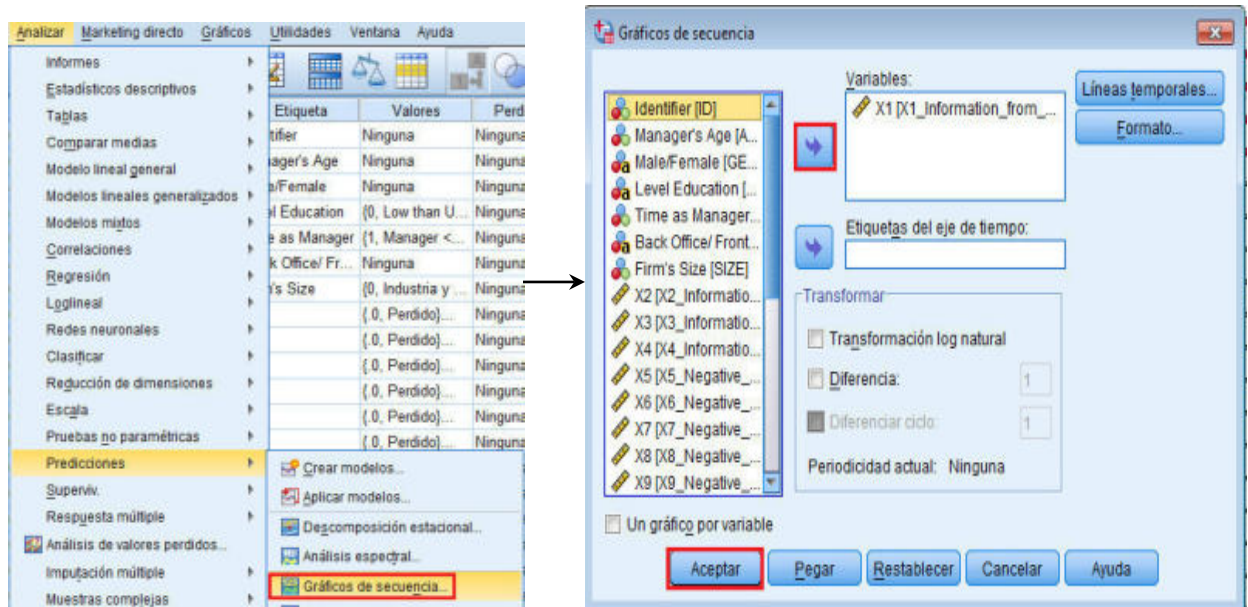 Analizar Marketing directo Gráficos Utilidades Ventana Ayuda
Informes
Estadísticos descriptivos
Tablas
Comparar medias
Modelo lineal general
Modelos lineales generalizados
Modelos mixtos
Correlaciones
Regresión
Loglineal
Redes neuronales
Clasificar
Reducción de dimensiones
Escala
Pruebas no paramétricas
Predicciones
Superviv.
Respuesta múltiple
Análisis de valores perdidos...
Imputación múltiple
Muestras complejas
Etiqueta Valores Perd
tifier Ninguna Ninguna
ager's Age Ninguna Ninguna
e/Female Ninguna Ninguna
el Education {0, Low than U... Ninguna
e as Manager {1, Manager <... Ninguna
k Office/ Fr... Ninguna Ninguna
's Size {0, Industria y ... Ninguna
{.0, Perdido}... Ninguna
{.0, Perdido}... Ninguna
{.0, Perdido}... Ninguna
{.0, Perdido}... Ninguna
{.0, Perdido}... Ninguna
{.0, Perdido}... Ninguna
Crear modelos...
Aplicar modelos...
Descomposición estacional...
Análisis espectral...
Gráficos de secuencia...
Gráficos de secuencia
Identifier [ID]
Manager's Age [A...
Male/Female [GE...
Level Education [...
Time as Manager...
Back Office/ Front...
Firm's Size [SIZE]
X2 [X2_Informatio...
X3 [X3_Informatio...
X4 [X4_Informatio...
X5 [X5_Negative_...
X6 [X6_Negative_...
X7 [X7_Negative_...
X8 [X8_Negative_...
X9 [X9_Negative_...
Variables:
X1 [X1_Information_from_...
Etiquetas del eje de tiempo:
Transformar
Transformación log natural
Diferencia: 1
Diferenciar ciclo: 1
Periodicidad actual: Ninguna
Líneas temporales...
Formato...
Un gráfico por variable
Aceptar Pegar Restablecer Cancelar Ayuda